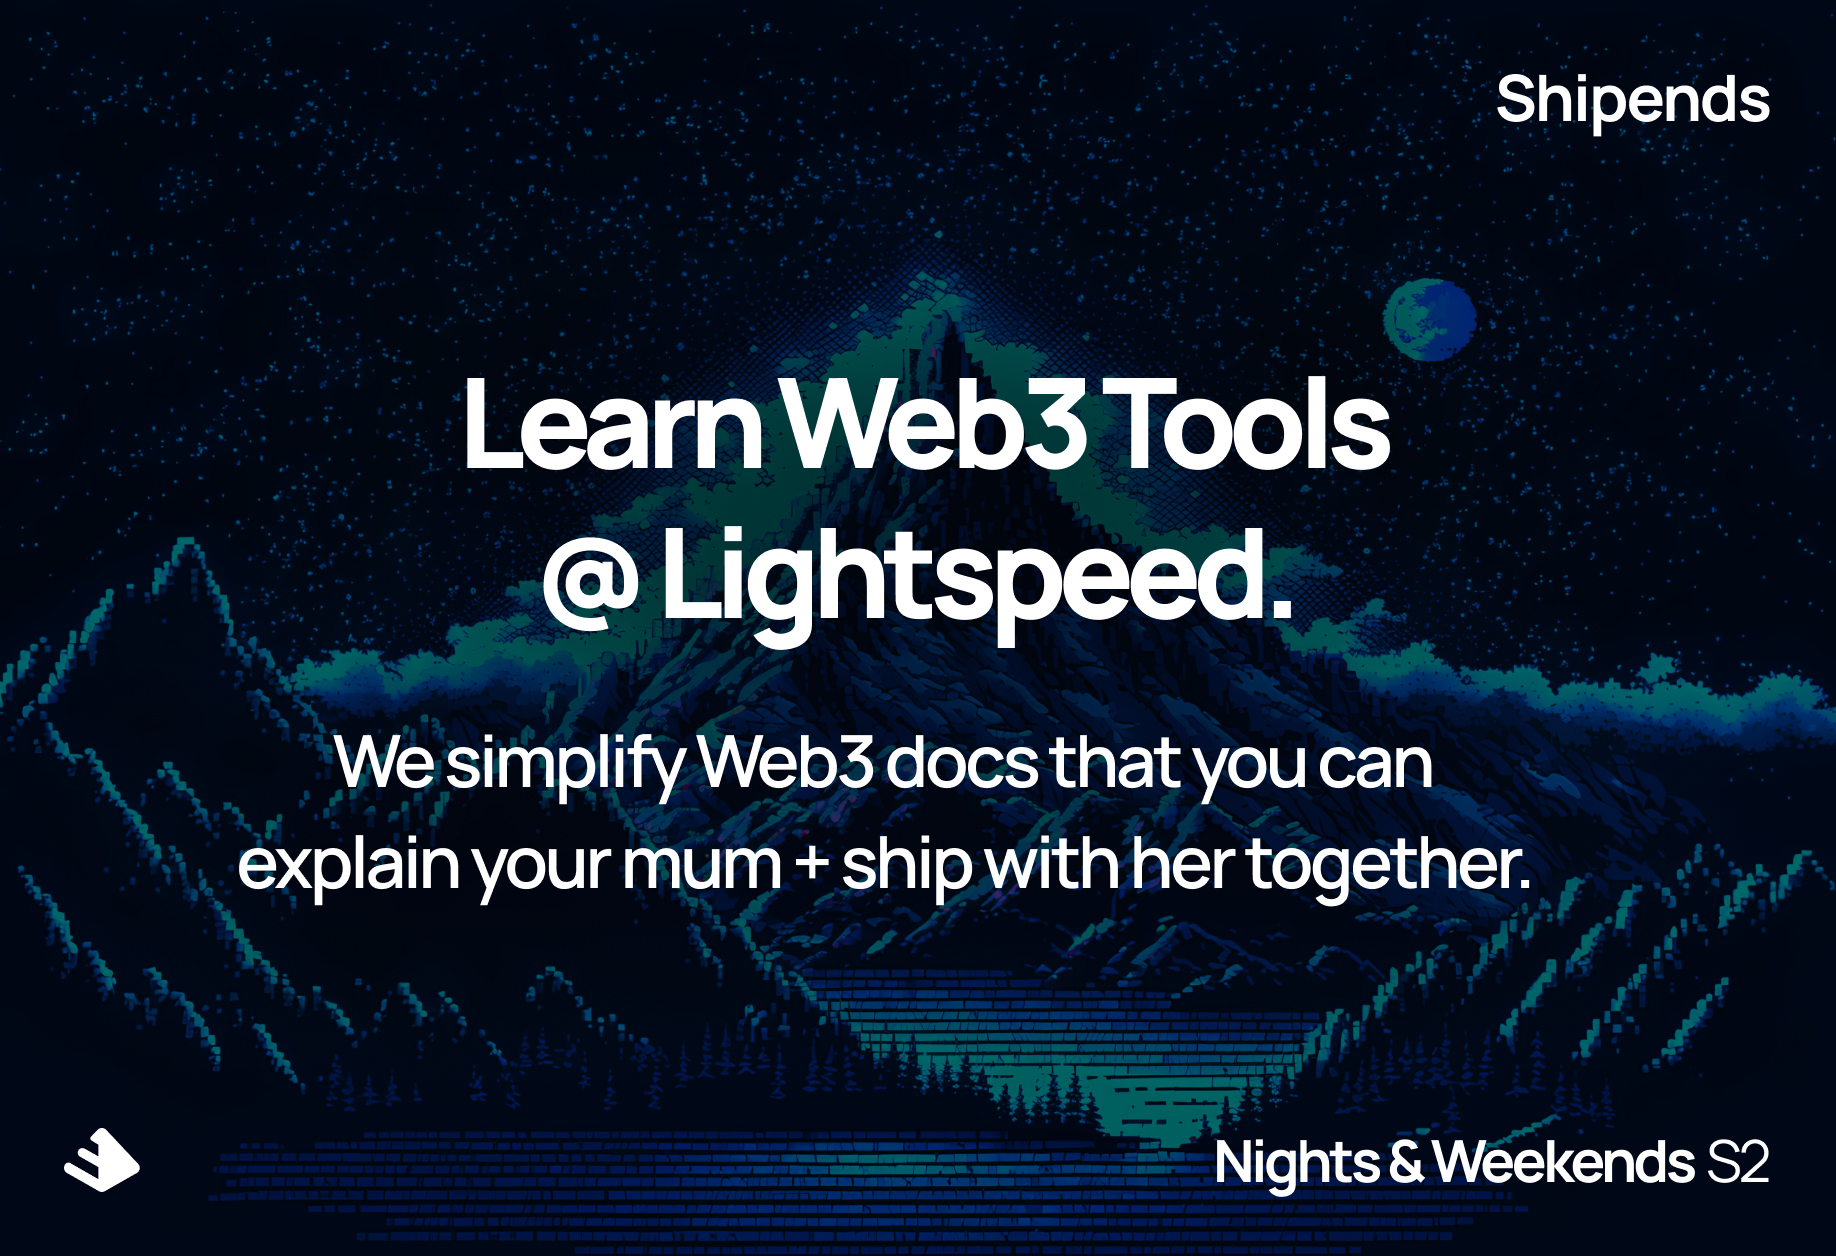 Shipends
Learn Web3 Tools
@ Lightspeed.
We simplify Web3 docs that you can
explain your mum + ship with her together.
Nights & Weekends S2